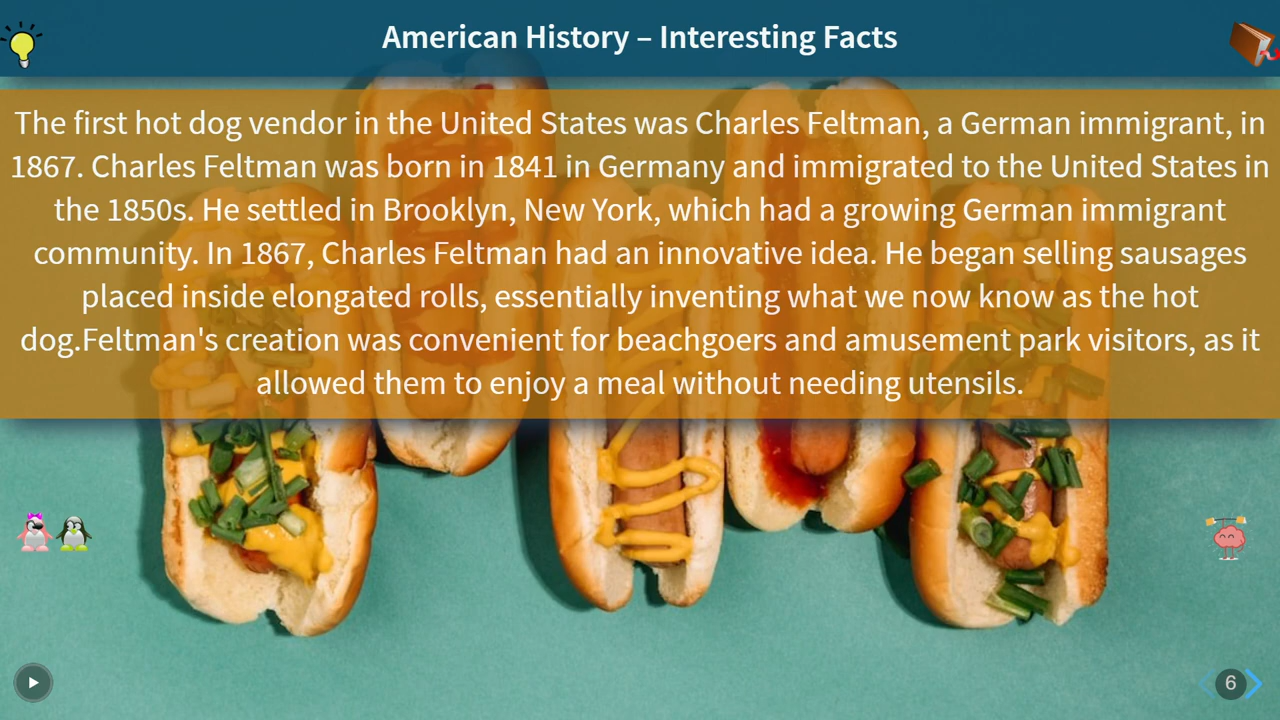 American History – Interesting Facts
The first hot dog vendor in the United States was Charles Feltman, a German immigrant, in
1867. Charles Feltman was born in 1841 in Germany and immigrated to the United States in
the 1850s. He settled in Brooklyn, New York, which had a growing German immigrant
community. In 1867, Charles Feltman had an innovative idea. He began selling sausages
placed inside elongated rolls, essentially inventing what we now know as the hot
dog.Feltman's creation was convenient for beachgoers and amusement park visitors, as it
allowed them to enjoy a meal without needing utensils.
6